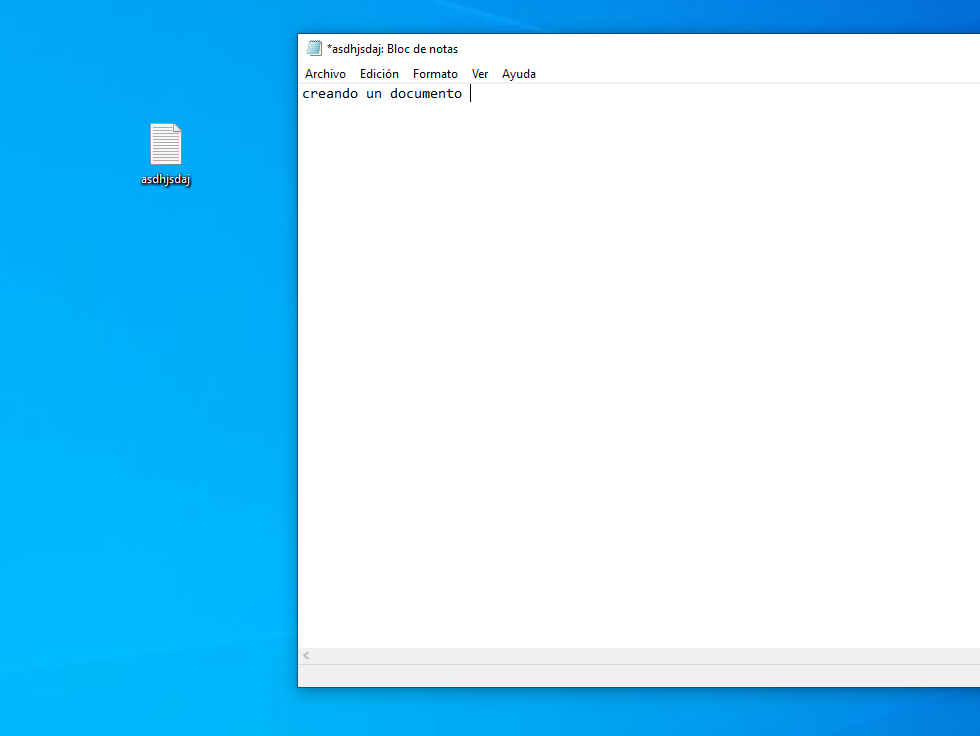 *asdhjsdaj: Bloc de notas
Archivo Edición Formato Ver Ayuda
creando un documento
asdhjsdaj